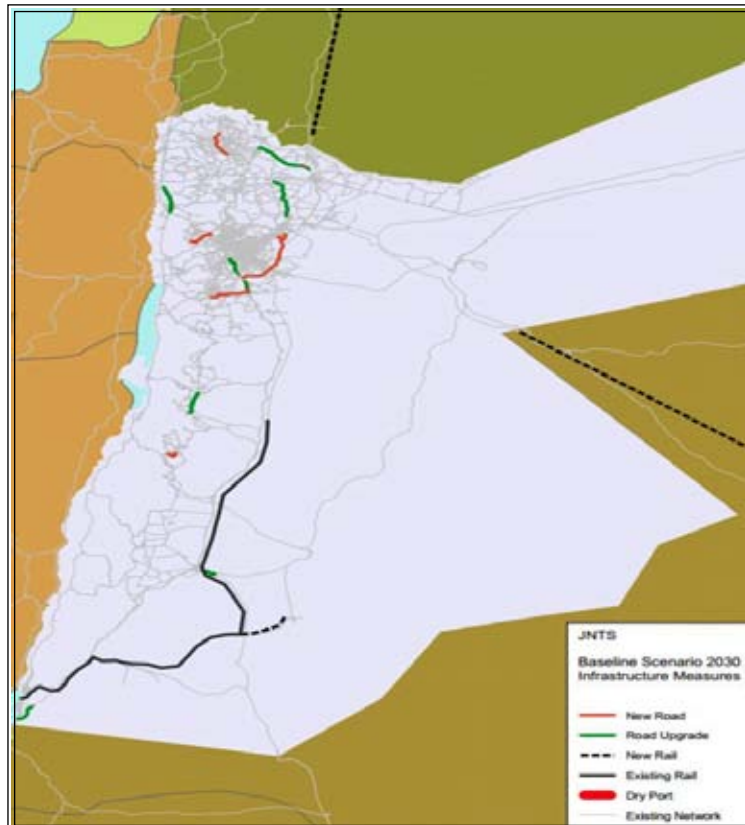 JNTS
Baseline Scenario 2030
Infrastructure Measures
New Road
Road Upgrade
New Rail
Existing Rail
Dry Port
Existing Network